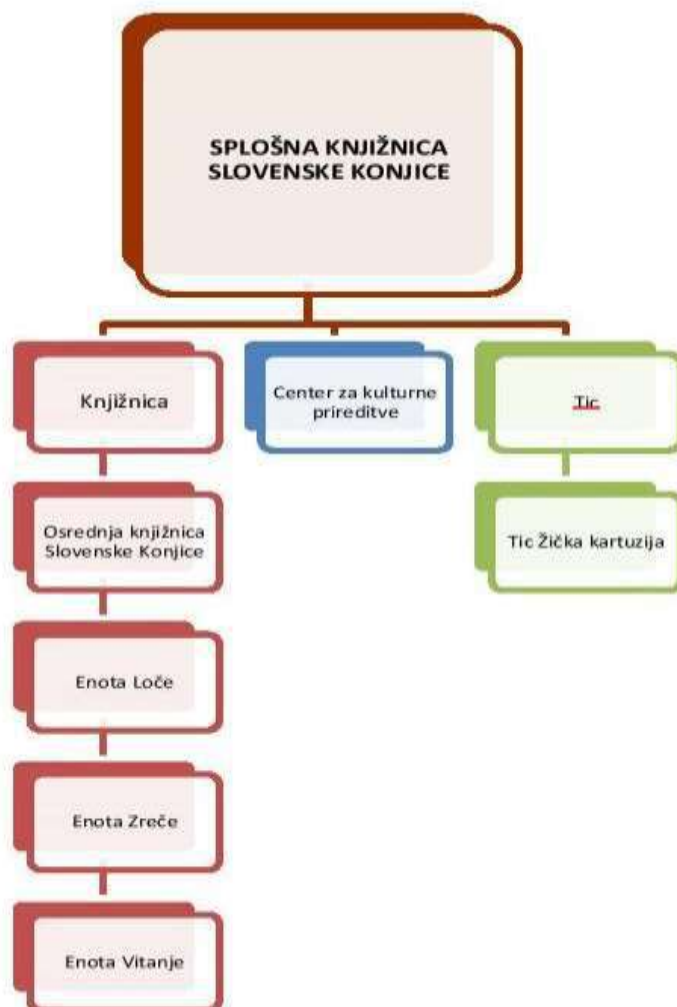 SPLOŠNA KNJIŽNICA
SLOVENSKE KONJICE
Knjižnica
Center za kulturne
prireditve
Tic
Osrednja knjižnica
Slovenske Konjice
Tic Žička kartuzija
Enota Loče
Enota Zreče
Enota Vitanje